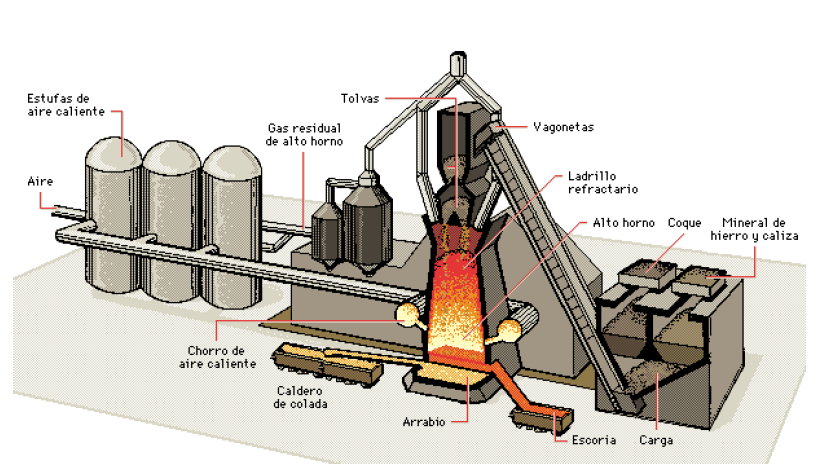 Estufas de
aire caliente
Tolvas
Gas residual
de alto horno
Vagonetas
Aire
Ladrillo
refractario
Alto horno
Coque
Mineral de
hierro y caliza
Chorro de
aire caliente
Caldero
de colada
Arrabio
Escoria
Carga